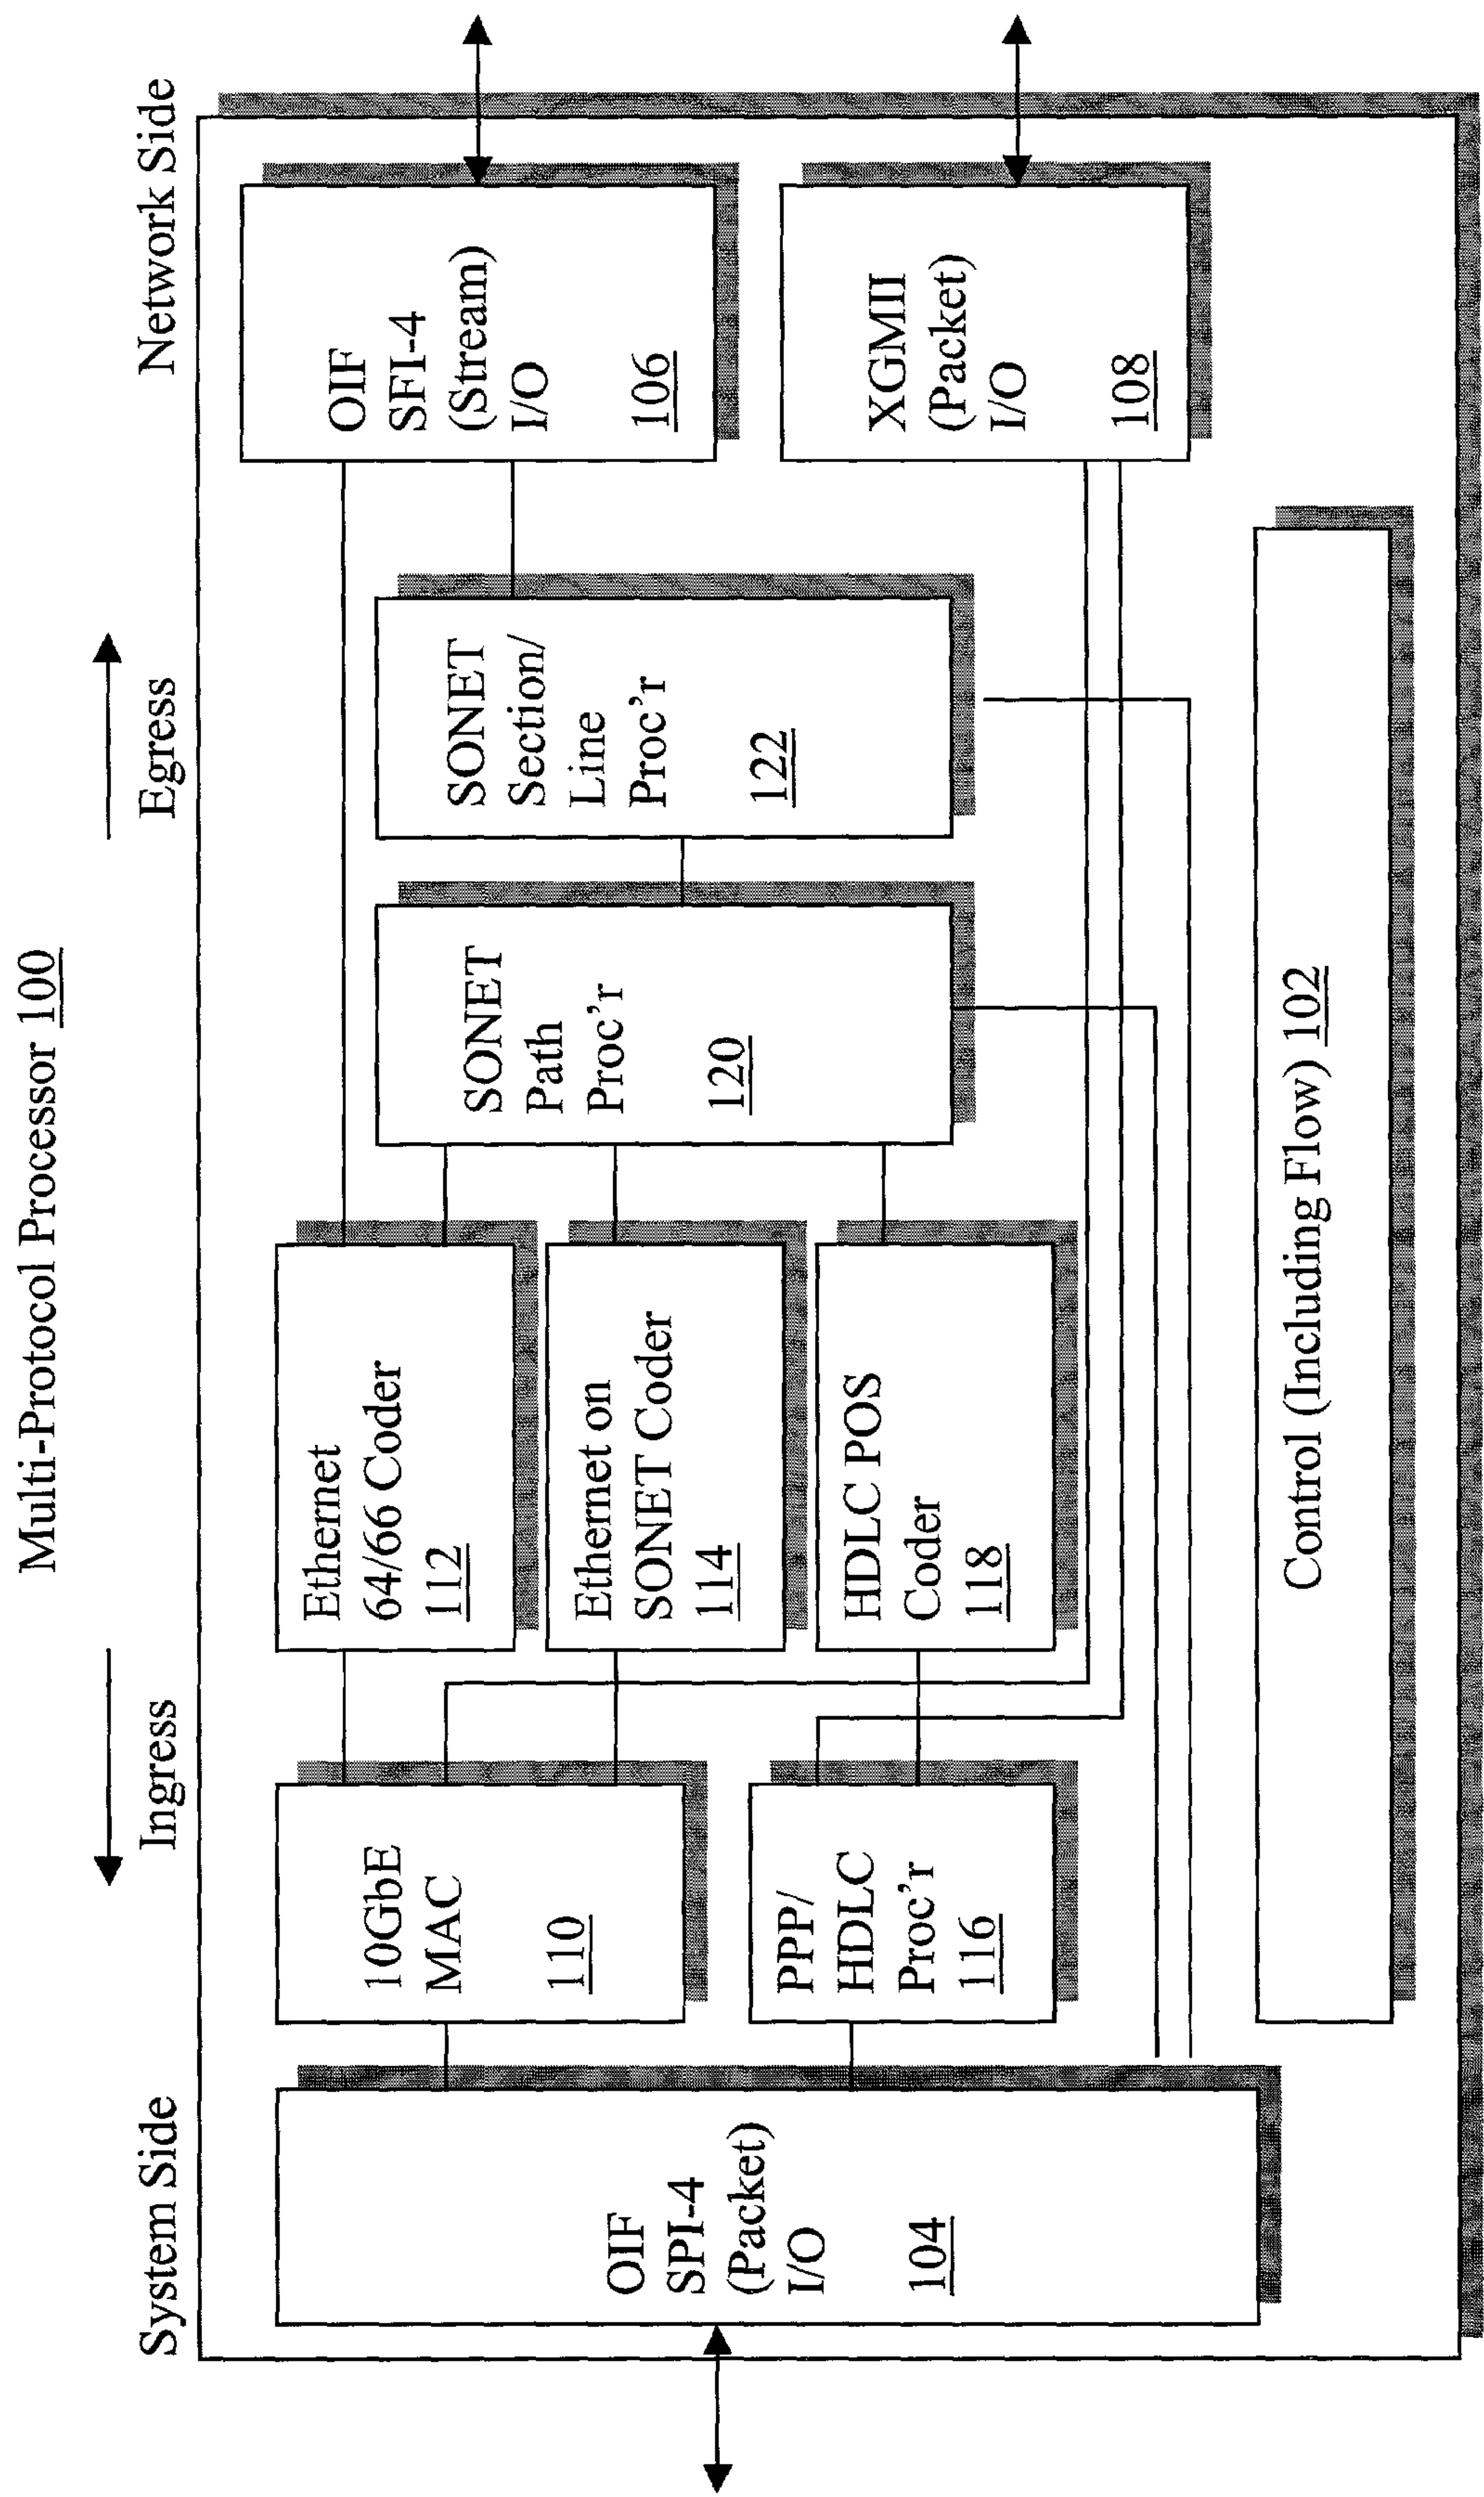 Multi-Protocol Processor 100
Ingress
Egress
System Side
Network Side
OIF
SPI-4
(Packet)
I/O
104
10GbE
MAC
110
PPP/
HDLC
Proc'r
116
Ethernet
64/66 Coder
112
Ethernet on
SONET Coder
114
HDLC POS
Coder
118
SONET
Path
Proc'r
120
SONET
Section/
Line
Proc'r
122
OIF
SFI-4
(Stream)
I/O
106
XGMII
(Packet)
I/O
108
Control (Including Flow) 102